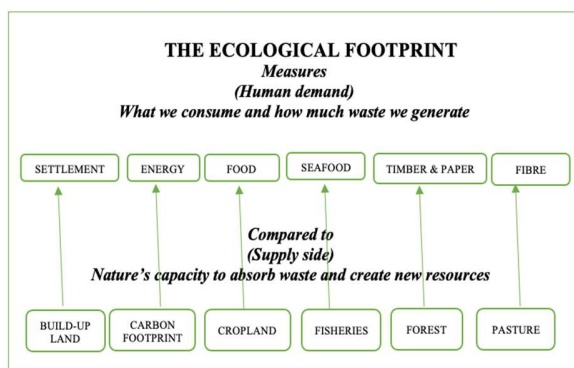 THE ECOLOGICAL FOOTPRINT
Measures
(Human demand)
What we consume and how much waste we generate
SETTLEMENT
ENERGY
FOOD
SEAFOOD
TIMBER & PAPER
FIBRE
Compared to
(Supply side)
Nature's capacity to absorb waste and create new resources
BUILD-UP
LAND
CARBON
FOOTPRINT
CROPLAND
FISHERIES
FOREST
PASTURE